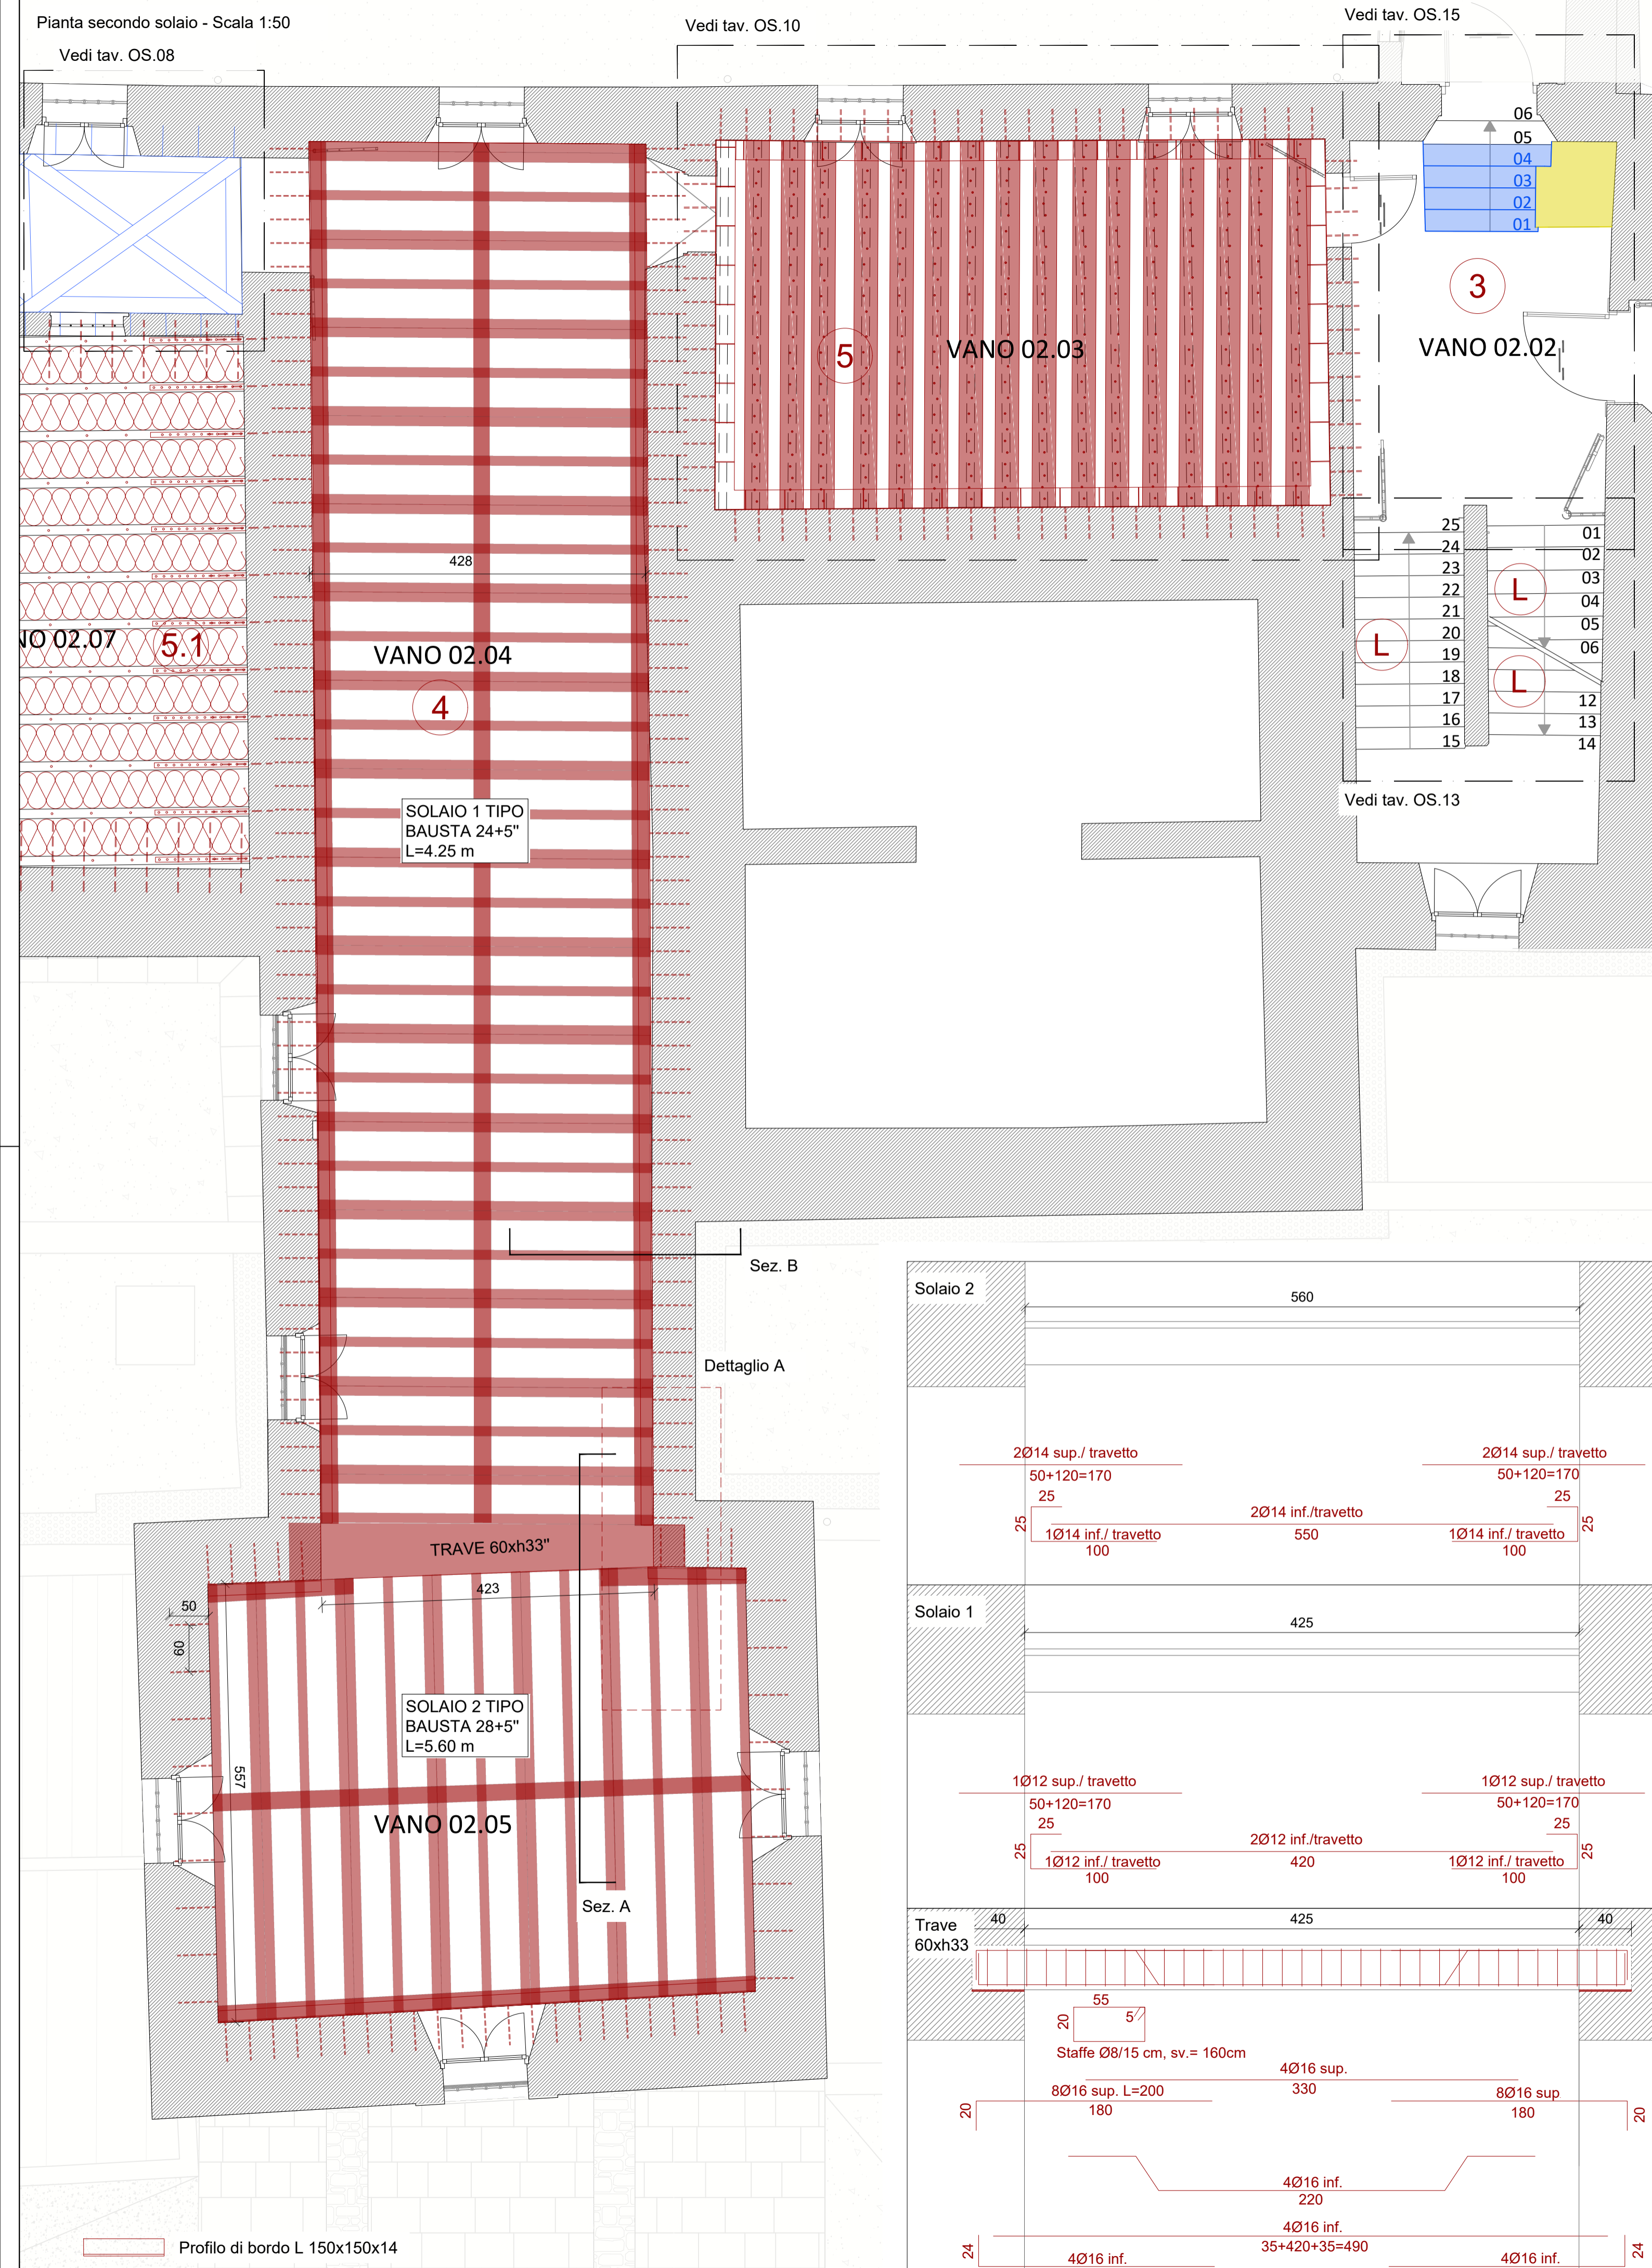 Pianta secondo solaio - Scala 1:50
Vedi tav. OS.08
Vedi tav. OS.10
Vedi tav. OS.15
06
05
04
03
02
01
3
VANO 02.02
5
VANO 02.03
25
24
23
22
21
20
19
18
17
16
15
01
02
03
04
05
06
12
13
14
L
L
L
Vedi tav. OS.13
428
NO 02.07
5.1
VANO 02.04
4
SOLAIO 1 TIPO
BAUSTA 24+5"
L=4.25 m
Sez. B
Dettaglio A
TRAVE 60xh33"
423
50
60
557
SOLAIO 2 TIPO
BAUSTA 28+5"
L=5.60 m
VANO 02.05
Sez. A
Profilo di bordo L 150x150x14
Solaio 2
560
2Ø14 sup./ travetto
50+120=170
2Ø14 sup./ travetto
50+120=170
25
25
25
25
2Ø14 inf./travetto
550
1Ø14 inf./ travetto
100
1Ø14 inf./ travetto
100
Solaio 1
425
1Ø12 sup./ travetto
50+120=170
1Ø12 sup./ travetto
50+120=170
25
25
25
25
2Ø12 inf./travetto
420
1Ø12 inf./ travetto
100
1Ø12 inf./ travetto
100
Trave
60xh33
40
425
40
55
20
5
Staffe Ø8/15 cm, sv.= 160cm
4Ø16 sup.
330
8Ø16 sup. L=200
180
8Ø16 sup
180
20
20
4Ø16 inf.
220
4Ø16 inf.
35+420+35=490
24
24
4Ø16 inf.
4Ø16 inf.